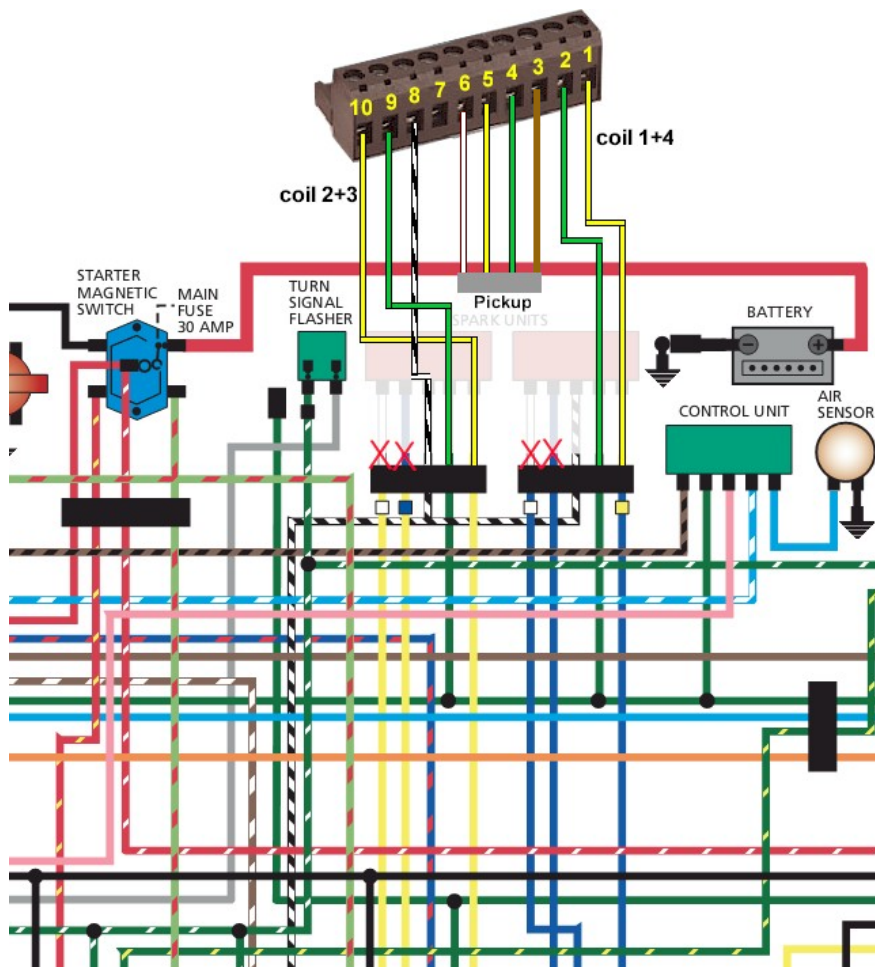 10 9 8 7 6 5 4 3 2 1
coil 1+4
coil 2+3
STARTER
MAGNETIC
SWITCH
MAIN
FUSE
30 AMP
TURN
SIGNAL
FLASHER
Pickup
SPARK UNITS
BATTERY
CONTROL UNIT
AIR
SENSOR